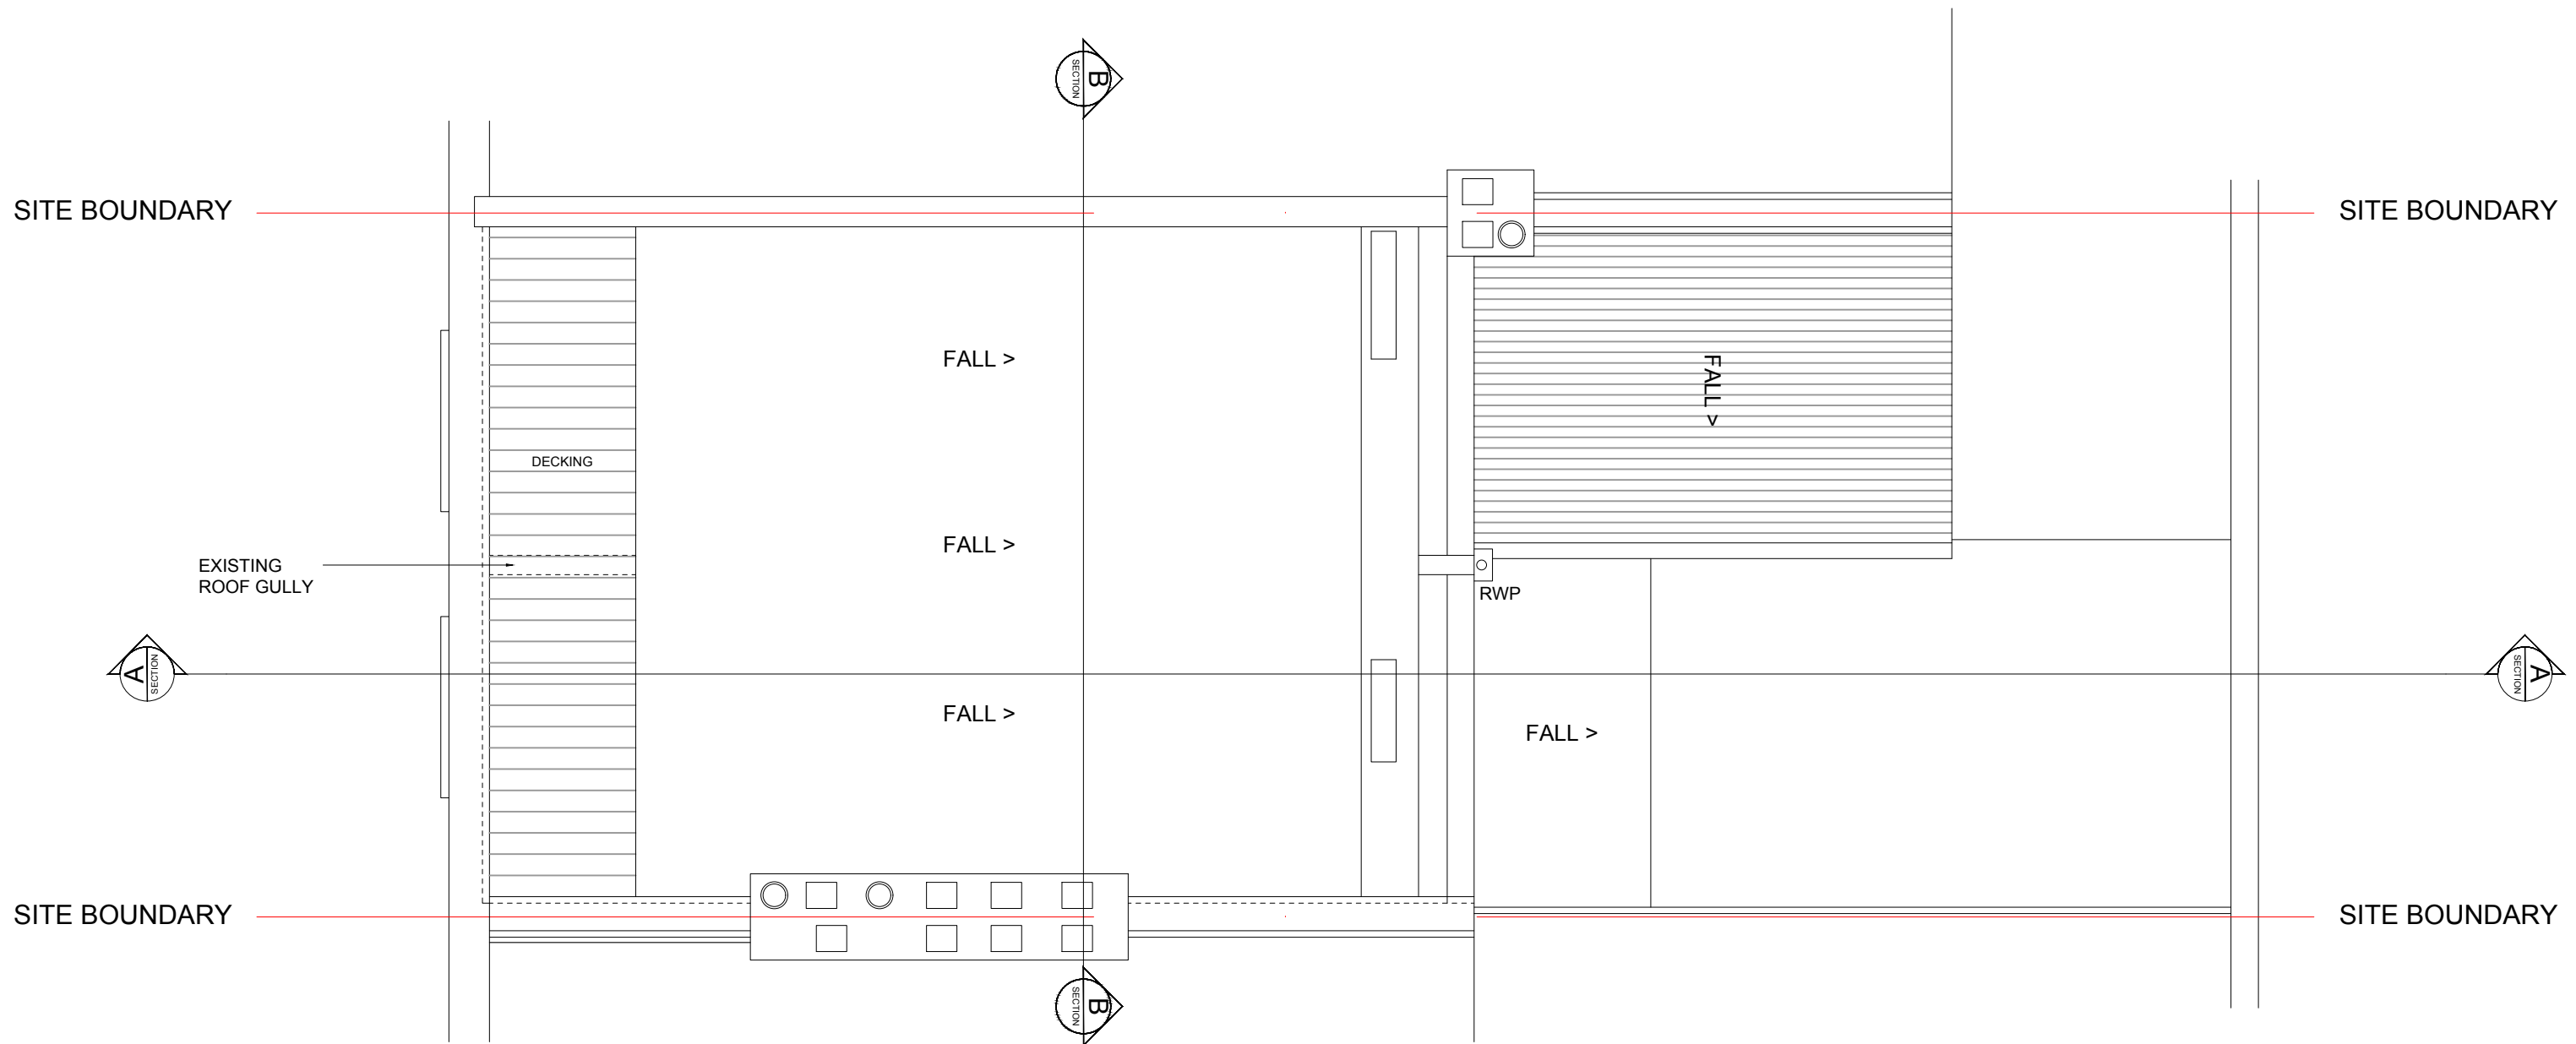 B
SECTION
SITE BOUNDARY
SITE BOUNDARY
FALL >
FALL >
DECKING
FALL >
EXISTING
ROOF GULLY
RWP
A
SECTION
SECTION
A
FALL >
FALL >
SITE BOUNDARY
SITE BOUNDARY
B
SECTION